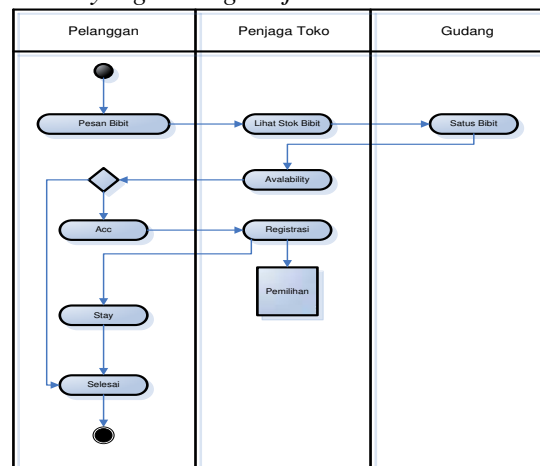 Pelanggan
Penjaga Toko
Gudang
Pesan Bibit
Lihat Stok Bibit
Satus Bibit
Avalability
Acc
Registrasi
Pemilihan
Stay
Selesai